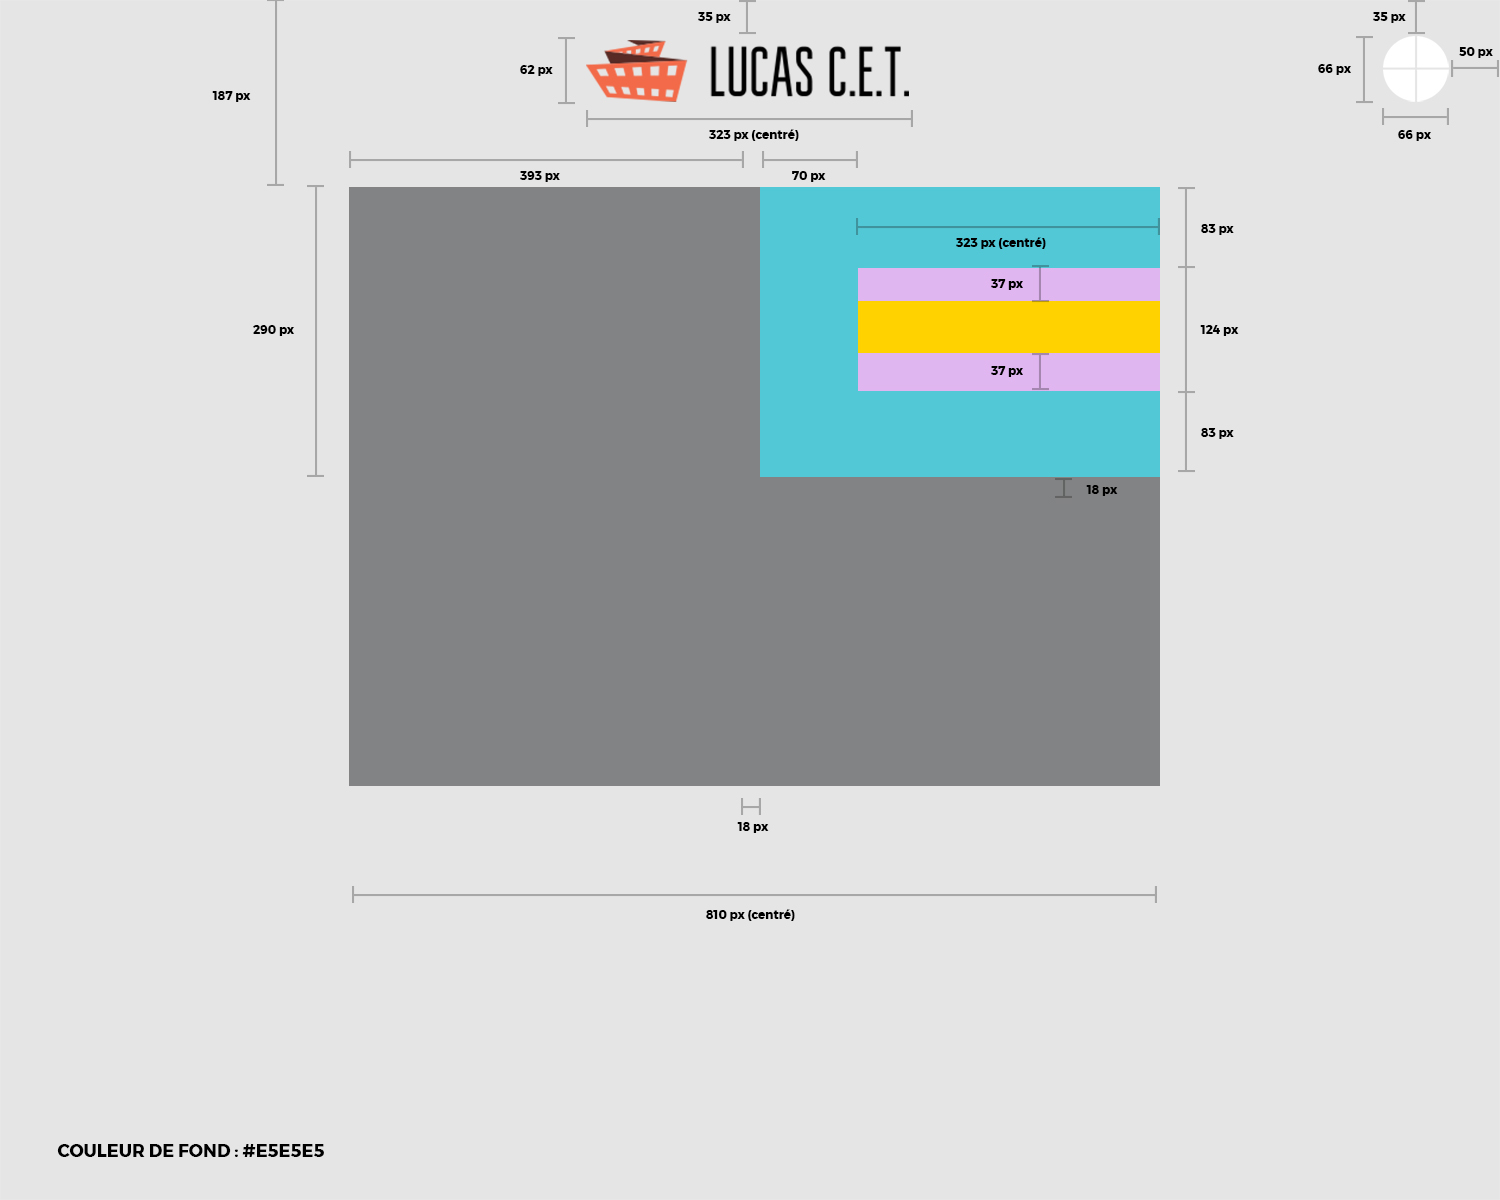 35 px
35 px
LUCAS C.E.T.
50 px
62 px
66 px
187 px
323 px (centré)
66 px
393 px
70 px
83 px
323 px (centré)
37 px
290 px
124 px
37 px
83 px
18 px
18 px
810 px (centré)
COULEUR DE FOND : #E5E5E5